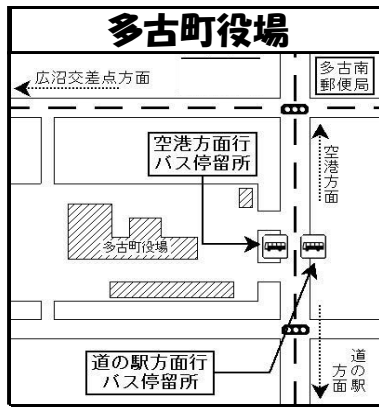 多古町役場
広沼交差点方面
多古南
郵便局
空港方面行
バス停留所
空港方面
多古町役場
道の駅方面行
バス停留所
道の駅
方面